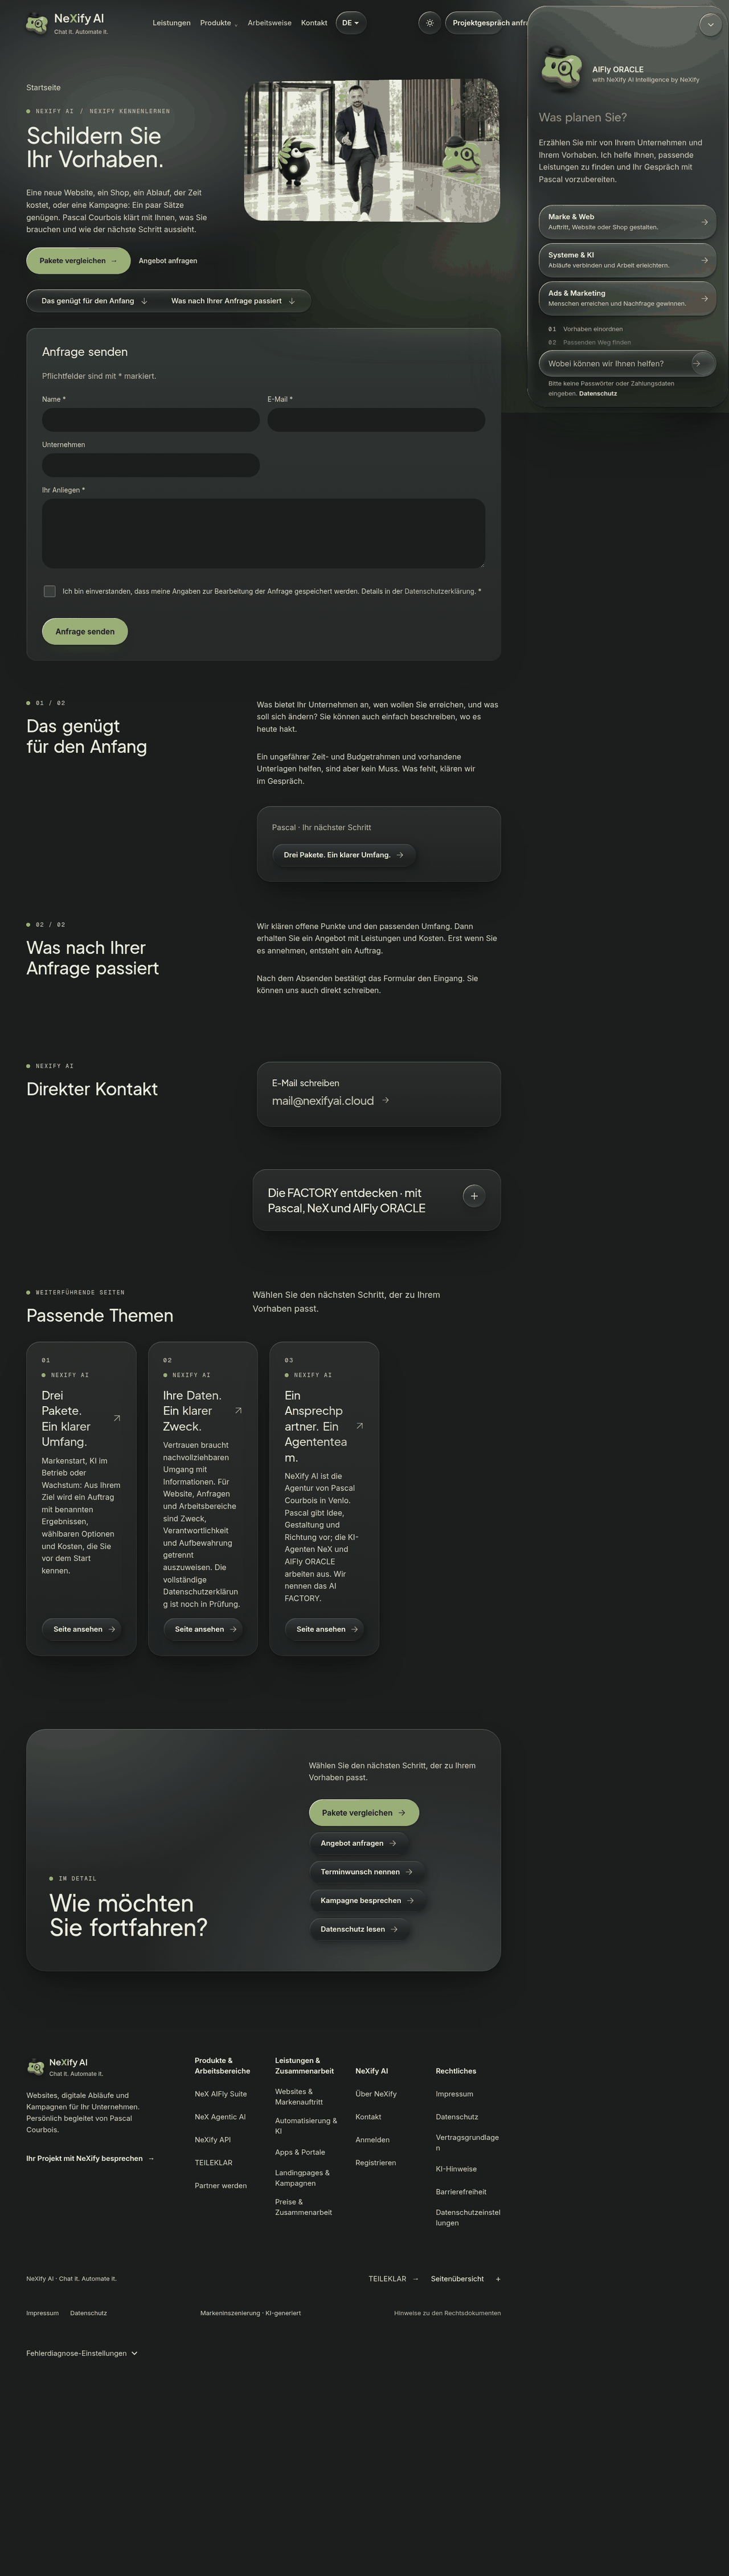 NeXify AI
Chat it. Automate it.
Leistungen
Produkte
Arbeitsweise
Kontakt
DE
Projektgespräch anfra
Startseite
NEXIFY AI / NEXIFY KENNENLERNEN
Schildern Sie
Ihr Vorhaben.
Eine neue Website, ein Shop, ein Ablauf, der Zeit
kostet, oder eine Kampagne: Ein paar Sätze
genügen. Pascal Courbois klärt mit Ihnen, was Sie
brauchen und wie der nächste Schritt aussieht.
Pakete vergleichen →
Angebot anfragen
Das genügt für den Anfang ↓
Was nach Ihrer Anfrage passiert ↓
AIFly ORACLE
with NeXify AI Intelligence by NeXify
Was planen Sie?
Erzählen Sie mir von Ihrem Unternehmen und
Ihrem Vorhaben. Ich helfe Ihnen, passende
Leistungen zu finden und Ihr Gespräch mit
Pascal vorzubereiten.
Marke & Web
Auftritt, Website oder Shop gestalten.
Systeme & KI
Abläufe verbinden und Arbeit erleichtern.
Ads & Marketing
Menschen erreichen und Nachfrage gewinnen.
01 Vorhaben einordnen
02 Passenden Weg finden
Wobei können wir Ihnen helfen?
Bitte keine Passwörter oder Zahlungsdaten
eingeben. Datenschutz
Anfrage senden
Pflichtfelder sind mit * markiert.
Name *
E-Mail *
Unternehmen
Ihr Anliegen *
Ich bin einverstanden, dass meine Angaben zur Bearbeitung der Anfrage gespeichert werden. Details in der Datenschutzerklärung. *
Anfrage senden
01 / 02
Das genügt
für den Anfang
Was bietet Ihr Unternehmen an, wen wollen Sie erreichen, und was
soll sich ändern? Sie können auch einfach beschreiben, wo es
heute hakt.
Ein ungefährer Zeit- und Budgetrahmen und vorhandene
Unterlagen helfen, sind aber kein Muss. Was fehlt, klären wir
im Gespräch.
Pascal · Ihr nächster Schritt
Drei Pakete. Ein klarer Umfang. →
02 / 02
Was nach Ihrer
Anfrage passiert
Wir klären offene Punkte und den passenden Umfang. Dann
erhalten Sie ein Angebot mit Leistungen und Kosten. Erst wenn Sie
es annehmen, entsteht ein Auftrag.
Nach dem Absenden bestätigt das Formular den Eingang. Sie
können uns auch direkt schreiben.
NEXIFY AI
Direkter Kontakt
E-Mail schreiben
mail@nexifyai.cloud →
Die FACTORY entdecken · mit
Pascal, NeX und AIFly ORACLE
+
WEITERFÜHRENDE SEITEN
Passende Themen
Wählen Sie den nächsten Schritt, der zu Ihrem
Vorhaben passt.
01
NEXIFY AI
Drei
Pakete.
Ein klarer
Umfang.
Markenstart, KI im
Betrieb oder
Wachstum: Aus Ihrem
Ziel wird ein Auftrag
mit benannten
Ergebnissen,
wählbaren Optionen
und Kosten, die Sie
vor dem Start
kennen.
Seite ansehen →
02
NEXIFY AI
Ihre Daten.
Ein klarer
Zweck.
Vertrauen braucht
nachvollziehbaren
Umgang mit
Informationen. Für
Website, Anfragen
und Arbeitsbereiche
sind Zweck,
Verantwortlichkeit
und Aufbewahrung
getrennt
auszuweisen. Die
vollständige
Datenschutzerklärun
g ist noch in Prüfung.
Seite ansehen →
03
NEXIFY AI
Ein
Ansprechp
artner. Ein
Agententea
m.
NeXify AI ist die
Agentur von Pascal
Courbois in Venlo.
Pascal gibt Idee,
Gestaltung und
Richtung vor; die KI-
Agenten NeX und
AIFly ORACLE
arbeiten aus. Wir
nennen das AI
FACTORY.
Seite ansehen →
IM DETAIL
Wie möchten
Sie fortfahren?
Wählen Sie den nächsten Schritt, der zu Ihrem
Vorhaben passt.
Pakete vergleichen →
Angebot anfragen →
Terminwunsch nennen →
Kampagne besprechen →
Datenschutz lesen →
NeXify AI
Chat it. Automate it.
Websites, digitale Abläufe und
Kampagnen für Ihr Unternehmen.
Persönlich begleitet von Pascal
Courbois.
Ihr Projekt mit NeXify besprechen →
Produkte &
Arbeitsbereiche
NeX AIFly Suite
NeX Agentic AI
NeXify API
TEILEKLAR
Partner werden
Leistungen &
Zusammenarbeit
Websites &
Markenauftritt
Automatisierung &
KI
Apps & Portale
Landingpages &
Kampagnen
Preise &
Zusammenarbeit
NeXify AI
Über NeXify
Kontakt
Anmelden
Registrieren
Rechtliches
Impressum
Datenschutz
Vertragsgrundlage
n
KI-Hinweise
Barrierefreiheit
Datenschutzeinstel
lungen
NeXify AI · Chat it. Automate it.
TEILEKLAR →
Seitenübersicht +
Impressum
Datenschutz
Markeninszenierung · KI-generiert
Hinweise zu den Rechtsdokumenten
Fehlerdiagnose-Einstellungen